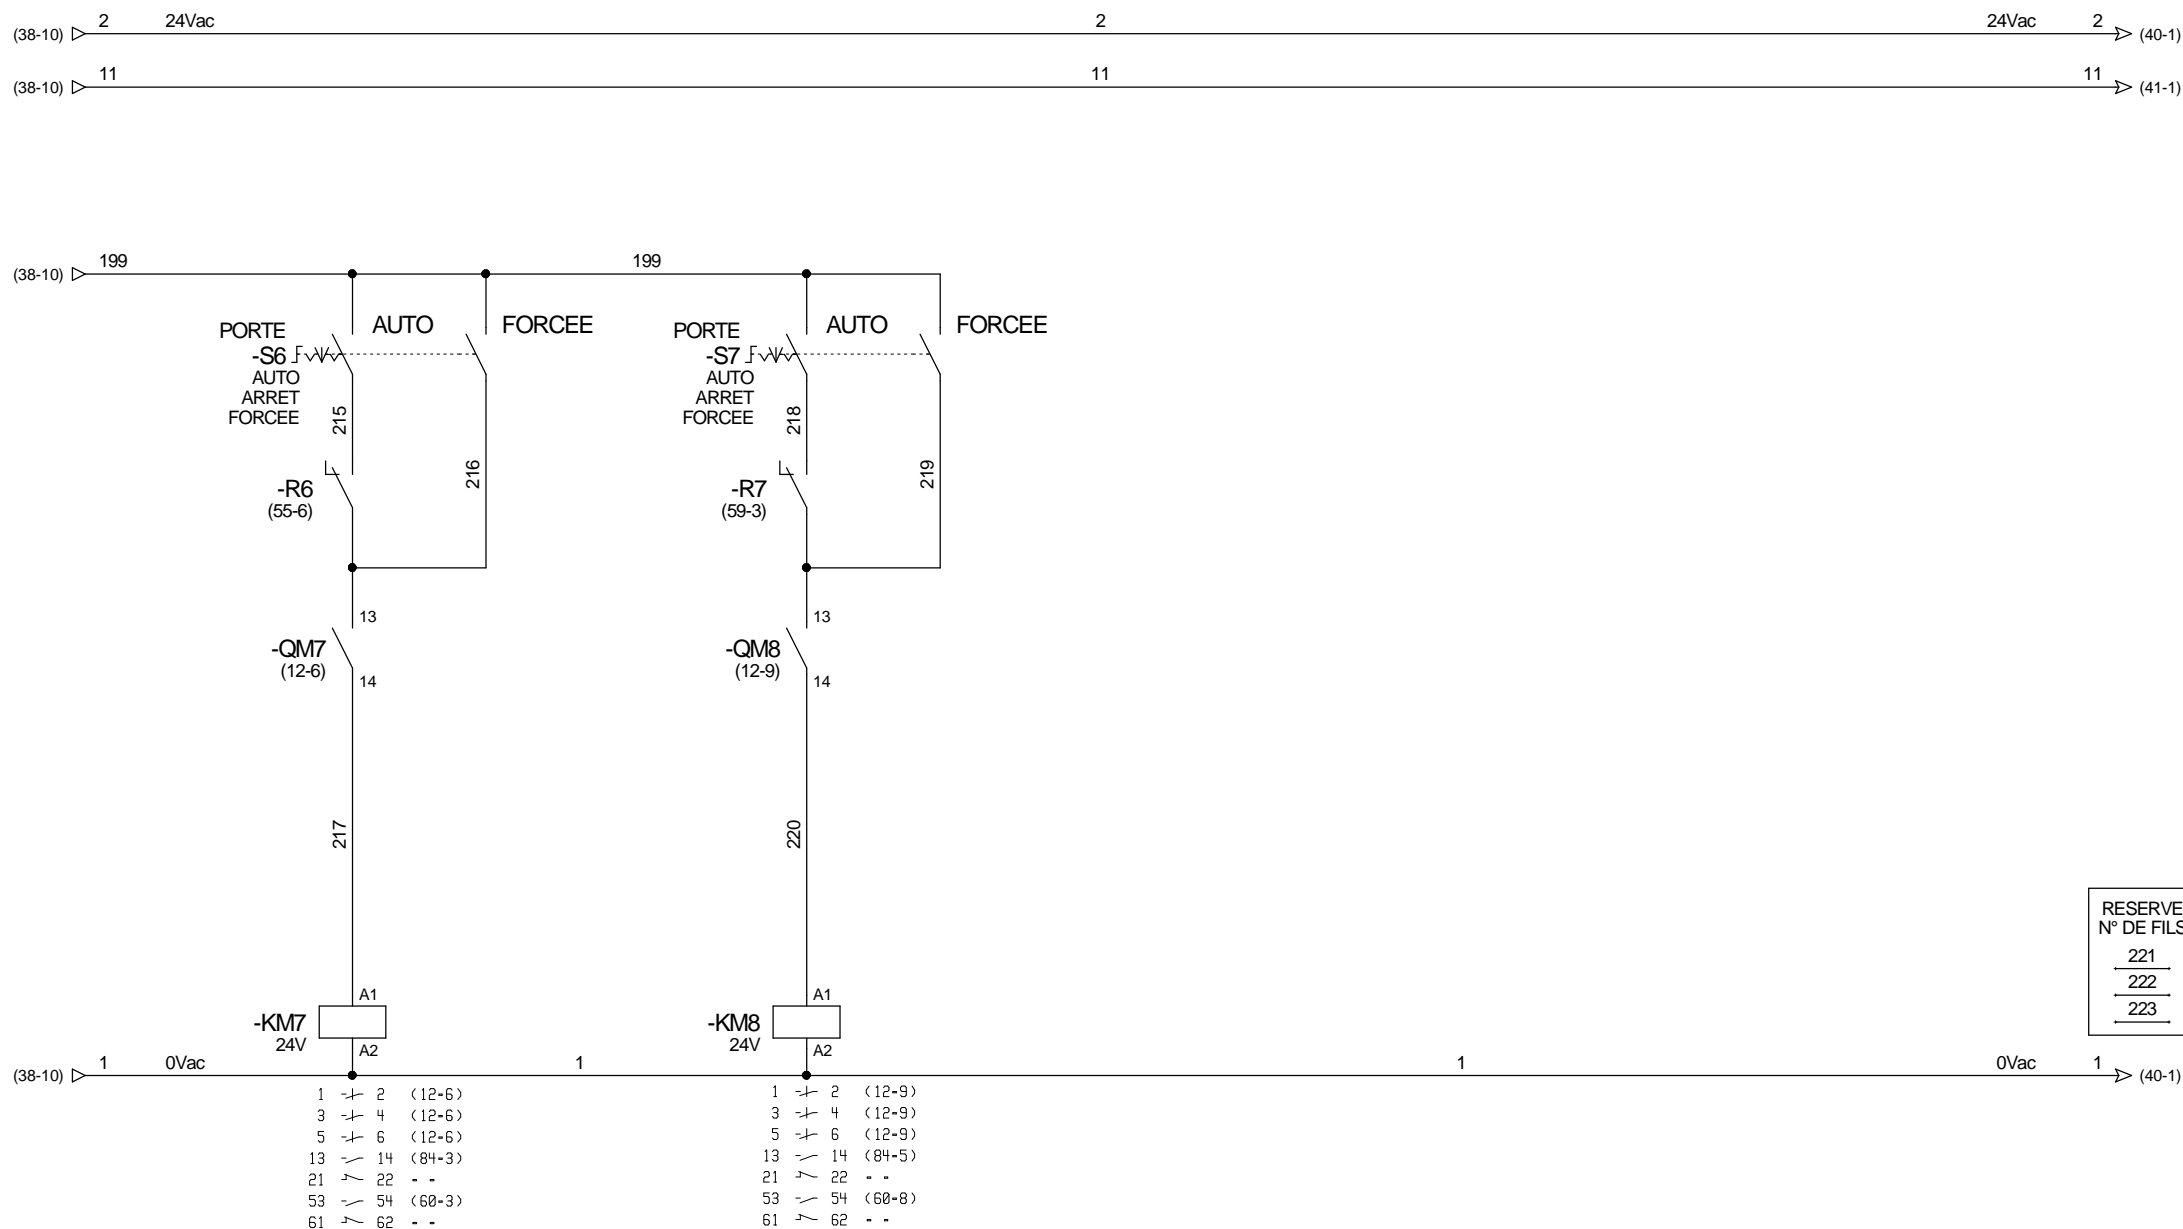 2 24Vac 2 24Vac 2
(38-10) (40-1)
11 11 11
(38-10) (41-1)
199 199
(38-10)
PORTE AUTO FORCEE
-S6
AUTO
ARRET
FORCEE
215
216
-R6
(55-6)
13
-QM7
(12-6)
14
217
A1
-KM7
24V
A2
PORTE AUTO FORCEE
-S7
AUTO
ARRET
FORCEE
218
219
-R7
(59-3)
13
-QM8
(12-9)
14
220
A1
-KM8
24V
A2
RESERVE
N° DE FILS
221
222
223
1 0Vac 1 1 0Vac 1
(38-10) (40-1)
1 2 (12-6)
3 4 (12-6)
5 6 (12-6)
13 14 (84-3)
21 22 - -
53 54 (60-3)
61 62 - -
1 2 (12-9)
3 4 (12-9)
5 6 (12-9)
13 14 (84-5)
21 22 - -
53 54 (60-8)
61 62 - -